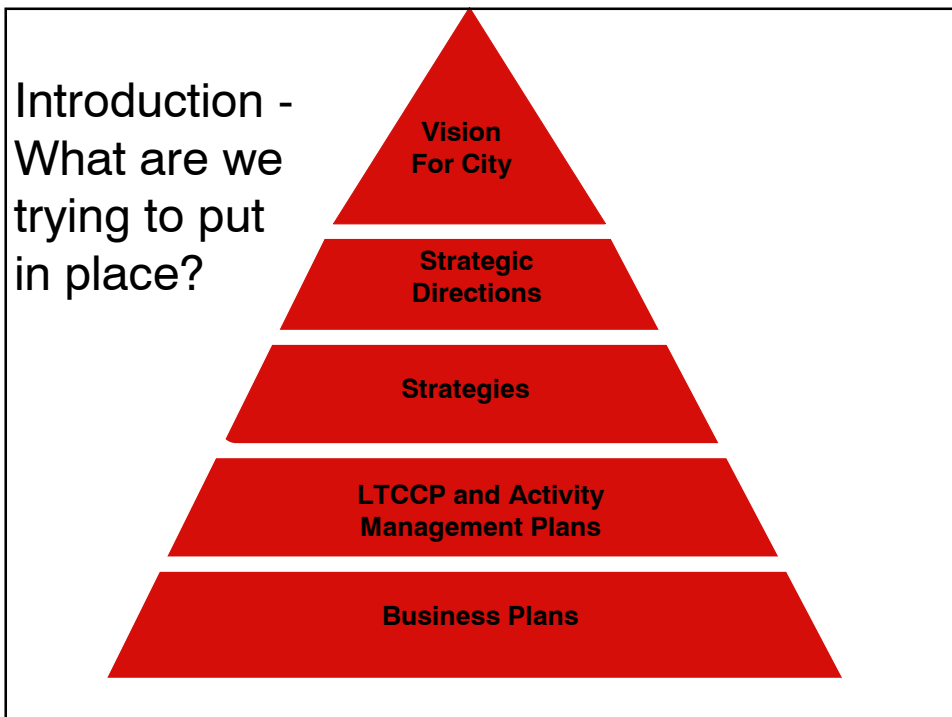 Introduction -
What are we
trying to put
in place?
Vision
For City
Strategic
Directions
Strategies
LTCCP and Activity
Management Plans
Business Plans